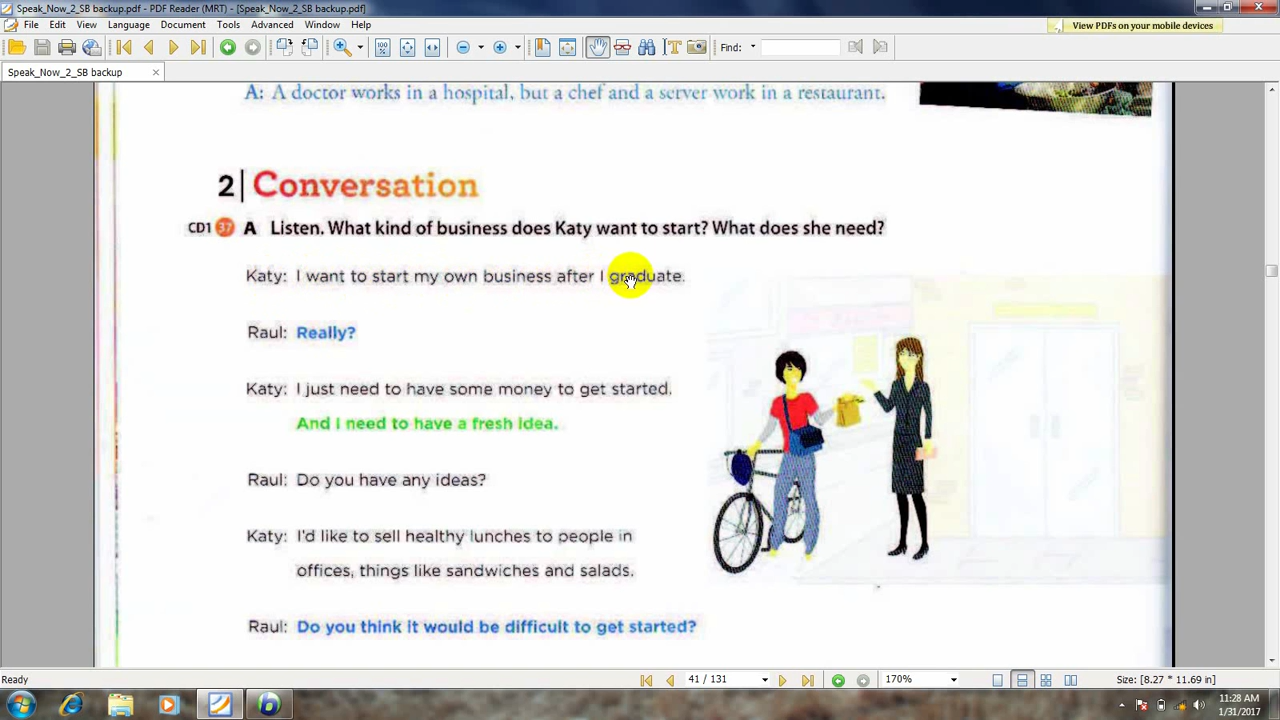 Speak_Now_2_SB backup.pdf - PDF Reader (MRT) - [Speak_Now_2_SB backup.pdf]
File Edit View Language Document Tools Advanced Window Help
View PDFs on your mobile devices
Find:
Speak_Now_2_SB backup
A: A doctor works in a hospital, but a chef and a server work in a restaurant.
2 | Conversation
CD1 37 A Listen. What kind of business does Katy want to start? What does she need?
Katy: I want to start my own business after I graduate.
Raul: Really?
Katy: I just need to have some money to get started.
And I need to have a fresh idea.
Raul: Do you have any ideas?
Katy: I'd like to sell healthy lunches to people in
offices, things like sandwiches and salads.
Raul: Do you think it would be difficult to get started?
Ready
41 / 131
170%
Size: [8.27 * 11.69 in]
11:28 AM
1/31/2017